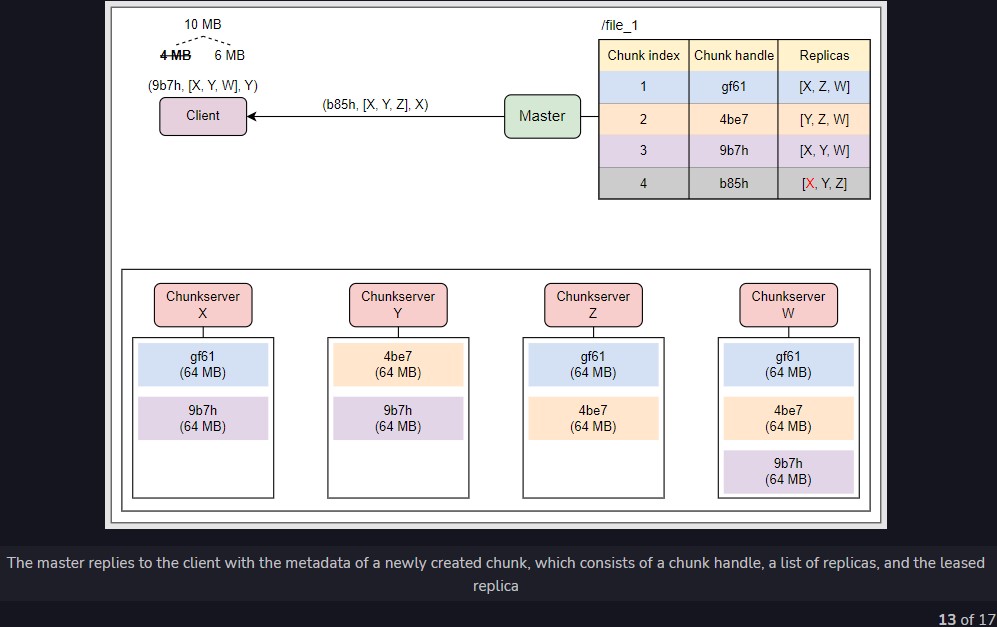 10 MB
4 MB 6 MB
(9b7h, [X, Y, W], Y)
Client
(b85h, [X, Y, Z], X)
Master
/file_1
Chunk index Chunk handle Replicas
1 gf61 [X, Z, W]
2 4be7 [Y, Z, W]
3 9b7h [X, Y, W]
4 b85h [X, Y, Z]
Chunkserver
X
gf61
(64 MB)
9b7h
(64 MB)
Chunkserver
Y
4be7
(64 MB)
9b7h
(64 MB)
Chunkserver
Z
gf61
(64 MB)
4be7
(64 MB)
Chunkserver
W
gf61
(64 MB)
4be7
(64 MB)
9b7h
(64 MB)
The master replies to the client with the metadata of a newly created chunk, which consists of a chunk handle, a list of replicas, and the leased
replica
13 of 17